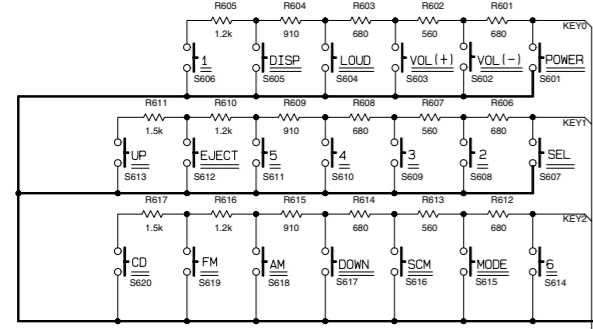 R605 R604 R603 R602 R601
KEY0
1.2k 910 680 560 680
1 DISP LOUD VOL(+) VOL(-) POWER
S606 S605 S604 S603 S602 S601
R611 R610 R609 R608 R607 R606
KEY1
1.5k 1.2k 910 680 560 680
UP EJECT 5 4 3 2 SEL
S613 S612 S611 S610 S609 S608 S607
R617 R616 R615 R614 R613 R612
KEY2
1.5k 1.2k 910 680 560 680
CD FM AM DOWN SCM MODE 6
S620 S619 S618 S617 S616 S615 S614